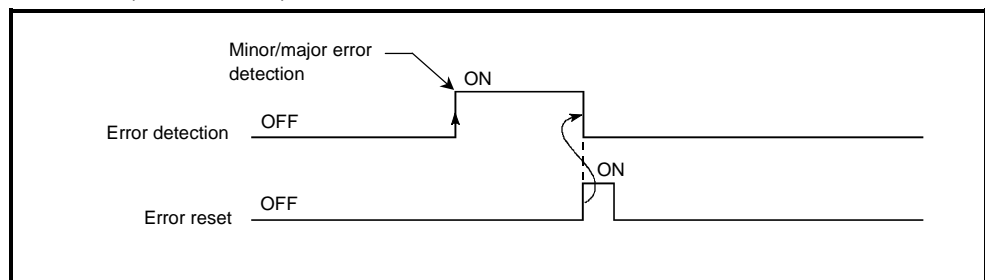 Minor/major error
detection
ON
Error detection
OFF
ON
Error reset
OFF